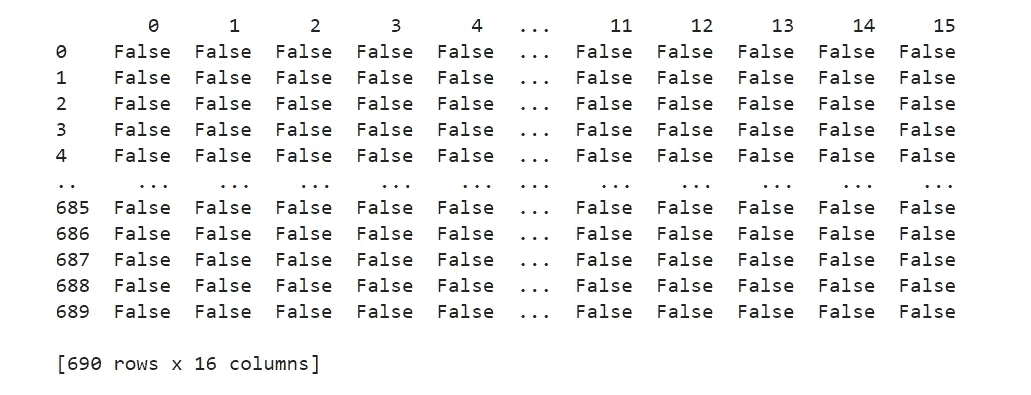 0 1 2 3 4 ... 11 12 13 14 15
0 False False False False False ... False False False False False
1 False False False False False ... False False False False False
2 False False False False False ... False False False False False
3 False False False False False ... False False False False False
4 False False False False False ... False False False False False
.. ... ... ... ... ... ... ... ... ... ... ...
685 False False False False False ... False False False False False
686 False False False False False ... False False False False False
687 False False False False False ... False False False False False
688 False False False False False ... False False False False False
689 False False False False False ... False False False False False
[690 rows x 16 columns]